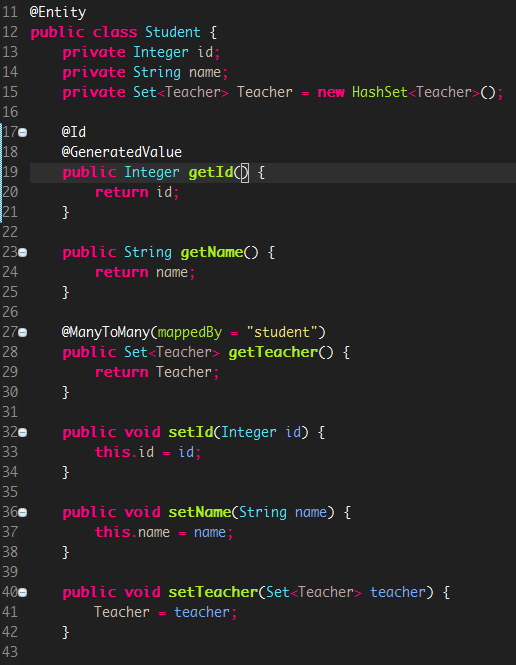 11 @Entity
12 public class Student {
13     private Integer id;
14     private String name;
15     private Set<Teacher> Teacher = new HashSet<Teacher>();
16
17     @Id
18     @GeneratedValue
19     public Integer getId() {
20         return id;
21     }
22
23     public String getName() {
24         return name;
25     }
26
27     @ManyToMany(mappedBy = "student")
28     public Set<Teacher> getTeacher() {
29         return Teacher;
30     }
31
32     public void setId(Integer id) {
33         this.id = id;
34     }
35
36     public void setName(String name) {
37         this.name = name;
38     }
39
40     public void setTeacher(Set<Teacher> teacher) {
41         Teacher = teacher;
42     }
43